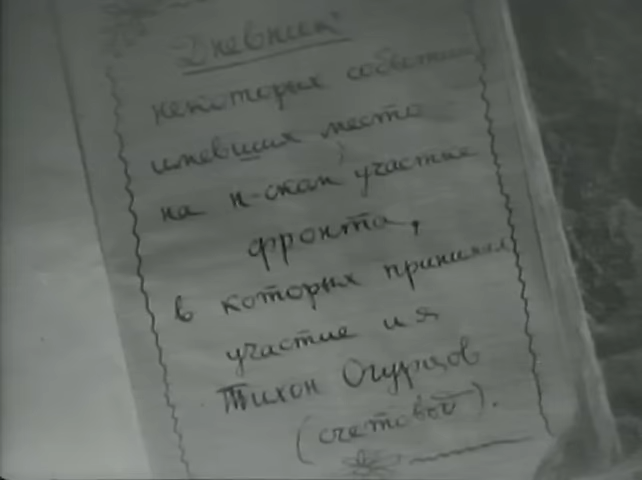 "Дневник"
некоторых событий
имевших место
на н-ском участке
фронта,
в которых принимал
участие и я
Тихон Огурцов
(счетовод).